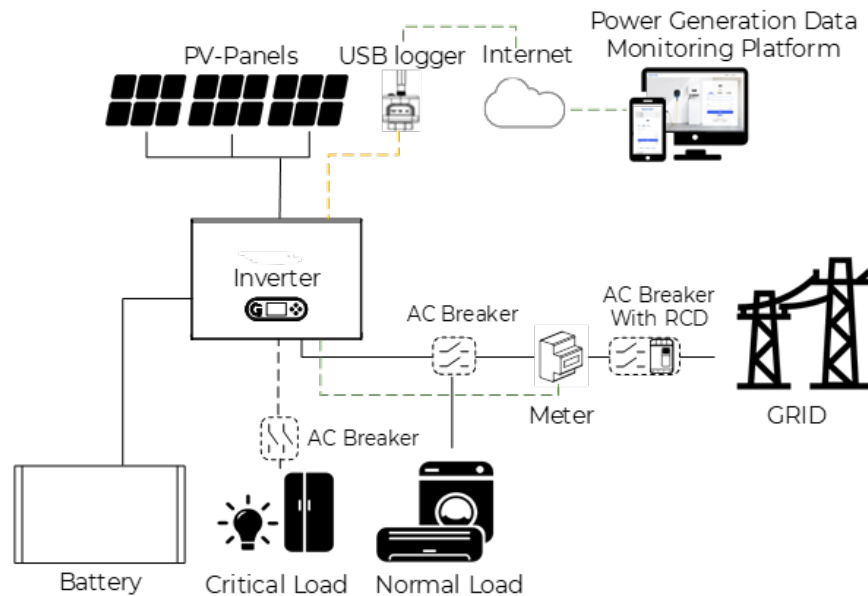 Power Generation Data
Monitoring Platform
PV-Panels
USB logger
Internet
Inverter
G
AC Breaker
AC Breaker
With RCD
Meter
GRID
AC Breaker
Battery
Critical Load
Normal Load